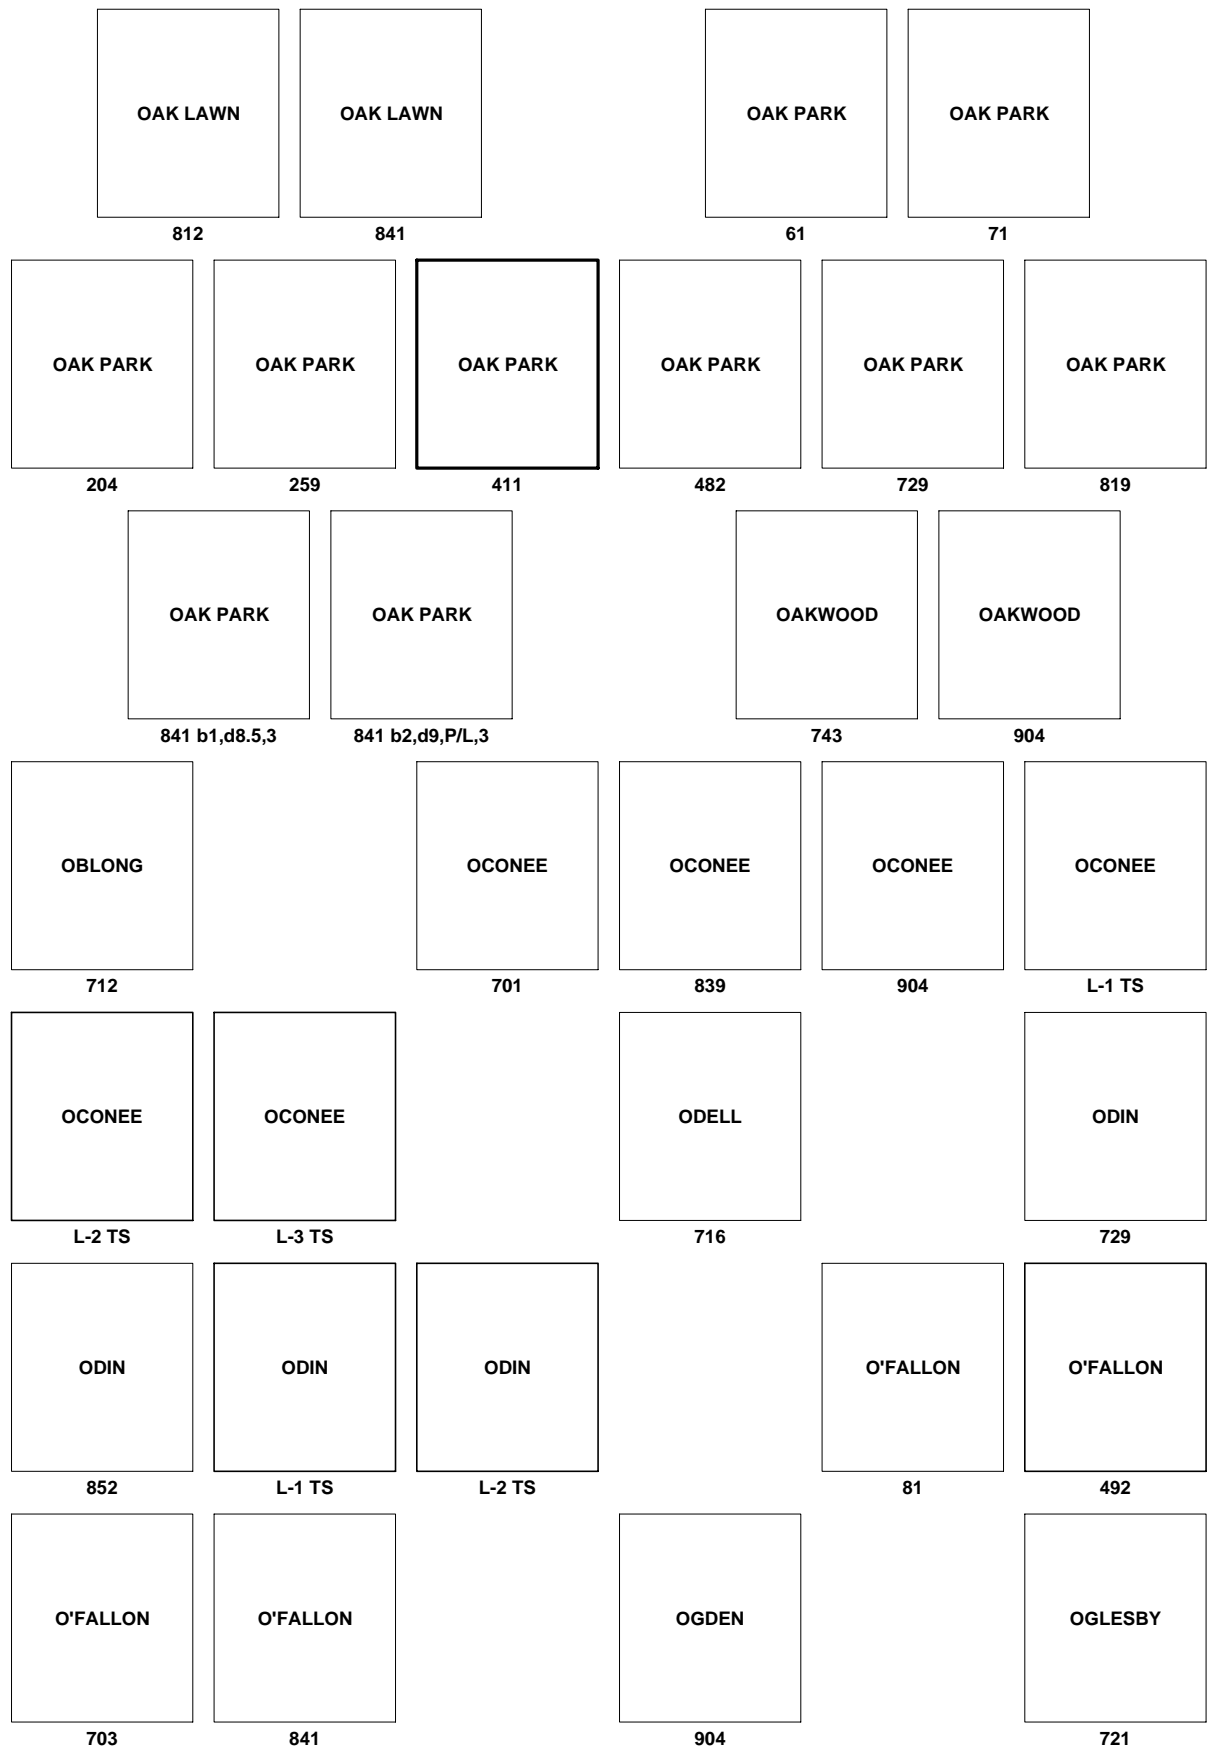 OAK LAWN OAK LAWN OAK PARK OAK PARK
812 841 61 71
OAK PARK OAK PARK OAK PARK OAK PARK OAK PARK OAK PARK
204 259 411 482 729 819
OAK PARK OAK PARK OAKWOOD OAKWOOD
841 b1,d8.5,3 841 b2,d9,P/L,3 743 904
OBLONG OCONEE OCONEE OCONEE OCONEE
712 701 839 904 L-1 TS
OCONEE OCONEE ODELL ODIN
L-2 TS L-3 TS 716 729
ODIN ODIN ODIN O'FALLON O'FALLON
852 L-1 TS L-2 TS 81 492
O'FALLON O'FALLON OGDEN OGLESBY
703 841 904 721